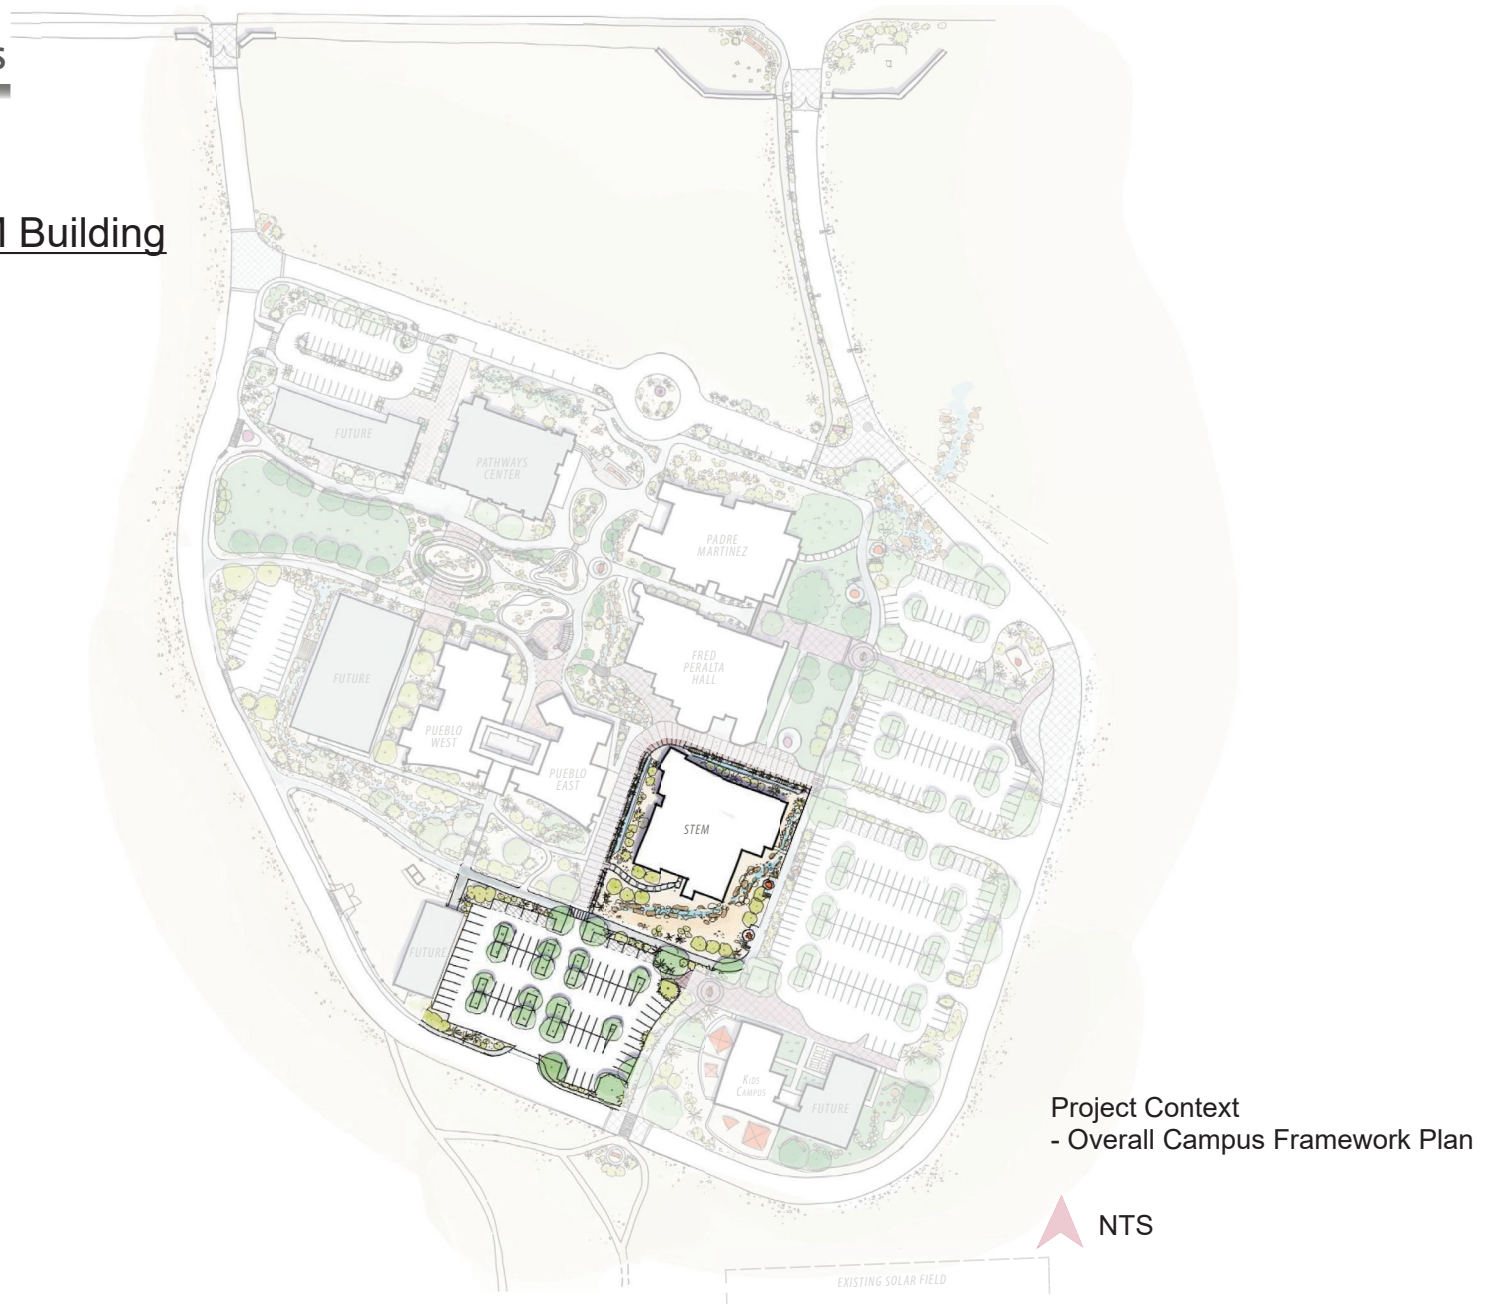 S
M Building
FUTURE
PATHWAYS
CENTER
PADRE
MARTINEZ
FRED
PERALTA
HALL
FUTURE
PUEBLO
WEST
PUEBLO
EAST
STEM
FUTURE
KIDS
CAMPUS
FUTURE
Project Context
- Overall Campus Framework Plan
NTS
EXISTING SOLAR FIELD